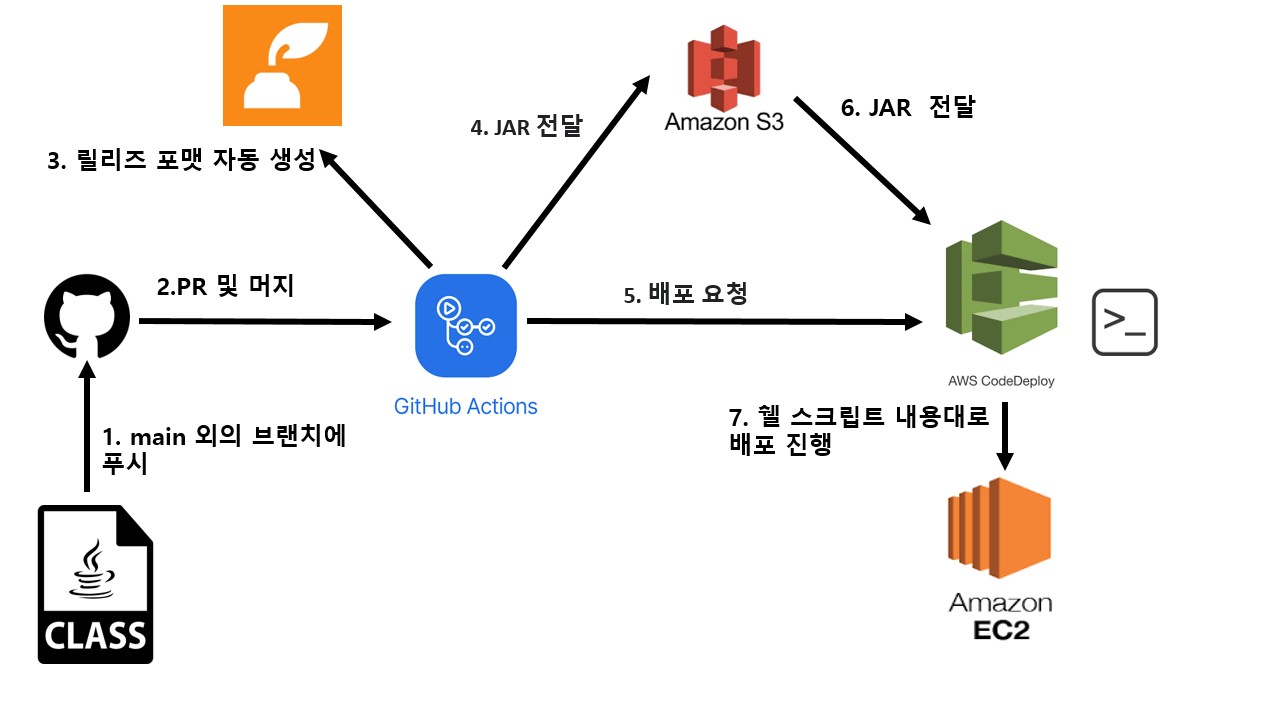 3. 릴리즈 포맷 자동 생성
4. JAR 전달
Amazon S3
6. JAR 전달
2.PR 및 머지
5. 배포 요청
>_
GitHub Actions
AWS CodeDeploy
1. main 외의 브랜치에
푸시
7. 쉘 스크립트 내용대로
배포 진행
CLASS
Amazon
EC2